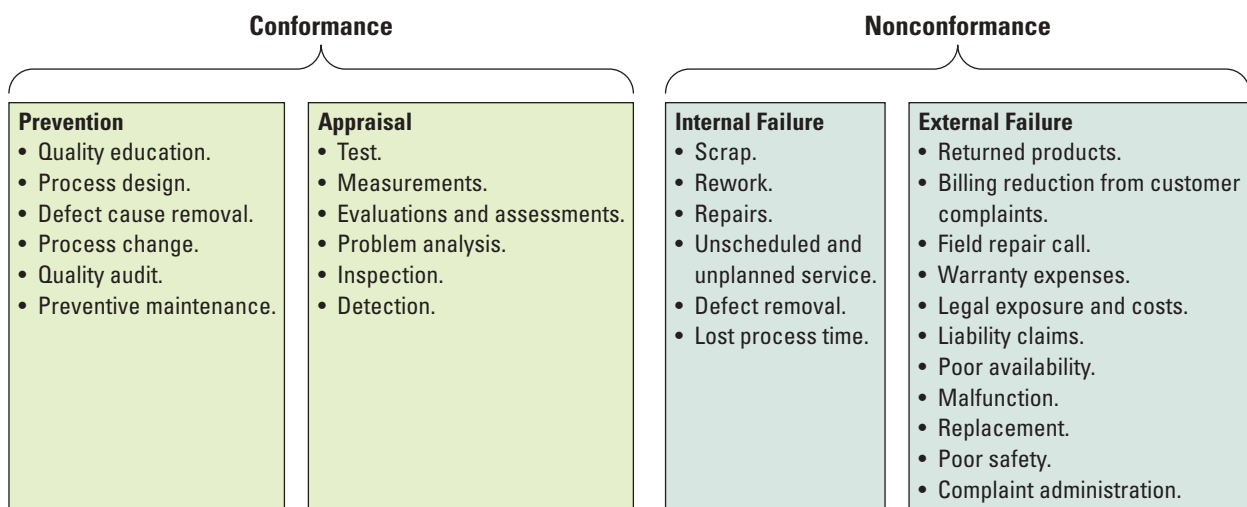 Conformance
Nonconformance
Prevention
• Quality education.
• Process design.
• Defect cause removal.
• Process change.
• Quality audit.
• Preventive maintenance.
Appraisal
• Test.
• Measurements.
• Evaluations and assessments.
• Problem analysis.
• Inspection.
• Detection.
Internal Failure
• Scrap.
• Rework.
• Repairs.
• Unscheduled and
unplanned service.
• Defect removal.
• Lost process time.
External Failure
• Returned products.
• Billing reduction from customer
complaints.
• Field repair call.
• Warranty expenses.
• Legal exposure and costs.
• Liability claims.
• Poor availability.
• Malfunction.
• Replacement.
• Poor safety.
• Complaint administration.